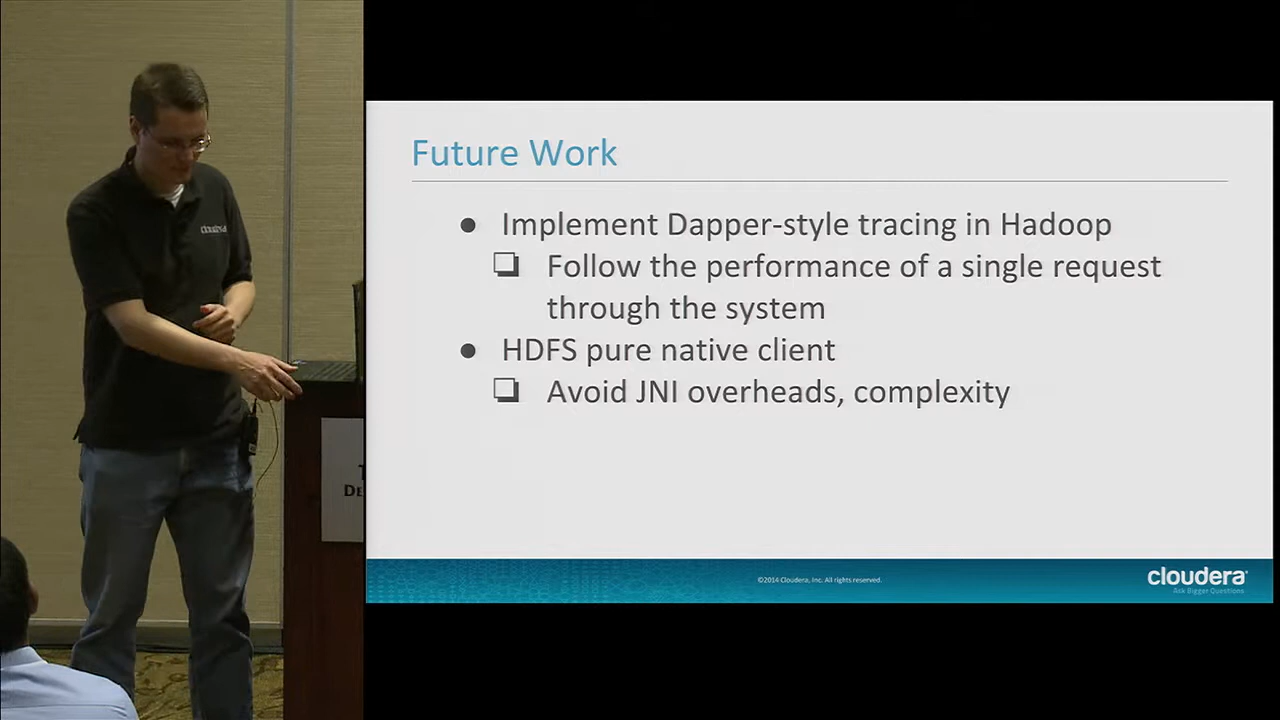 cloudera
Future Work
● Implement Dapper-style tracing in Hadoop
❏ Follow the performance of a single request
through the system
● HDFS pure native client
❏ Avoid JNI overheads, complexity
©2014 Cloudera, Inc. All rights reserved.
cloudera
Ask Bigger Questions